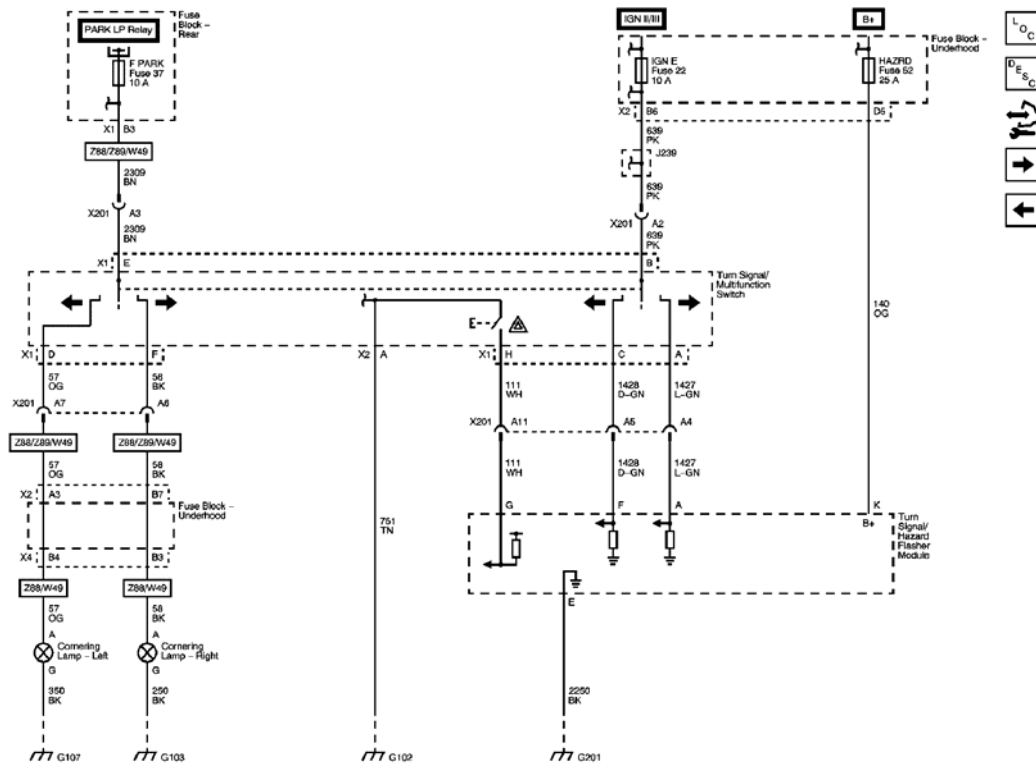 PARK LP Relay
Fuse
Block –
Rear
F PARK
Fuse 37
10 A
X1 B3
Z88/Z89/W49
2309
BN
X201 A3
2309
BN
X1 E
IGN II/III
B+
Fuse Block –
Underhood
IGN E
Fuse 22
10 A
HAZRD
Fuse 52
25 A
X2 B6 D5
639
PK
J239
639
PK
X201 A2
639
PK
B
L
O
C
D
E
S
C
Turn Signal/
Multifunction
Switch
140
OG
E
X1 D F
X2 A
X1 H C A
57
OG
56
BK
X201 A7 A6
Z88/Z89/W49
Z88/Z89/W49
57
OG
58
BK
X2 A3 B7
Fuse Block –
Underhood
X4 B4 B3
Z88/W49
Z88/W49
57
OG
58
BK
A
A
Cornering
Lamp – Left
Cornering
Lamp – Right
G
G
350
BK
250
BK
G107
G103
751
TN
G102
111
WH
1428
D–GN
1427
L–GN
X201 A11 A5 A4
111
WH
1428
D–GN
1427
L–GN
G F A K
B+
Turn
Signal/
Hazard
Flasher
Module
E
2250
BK
G201